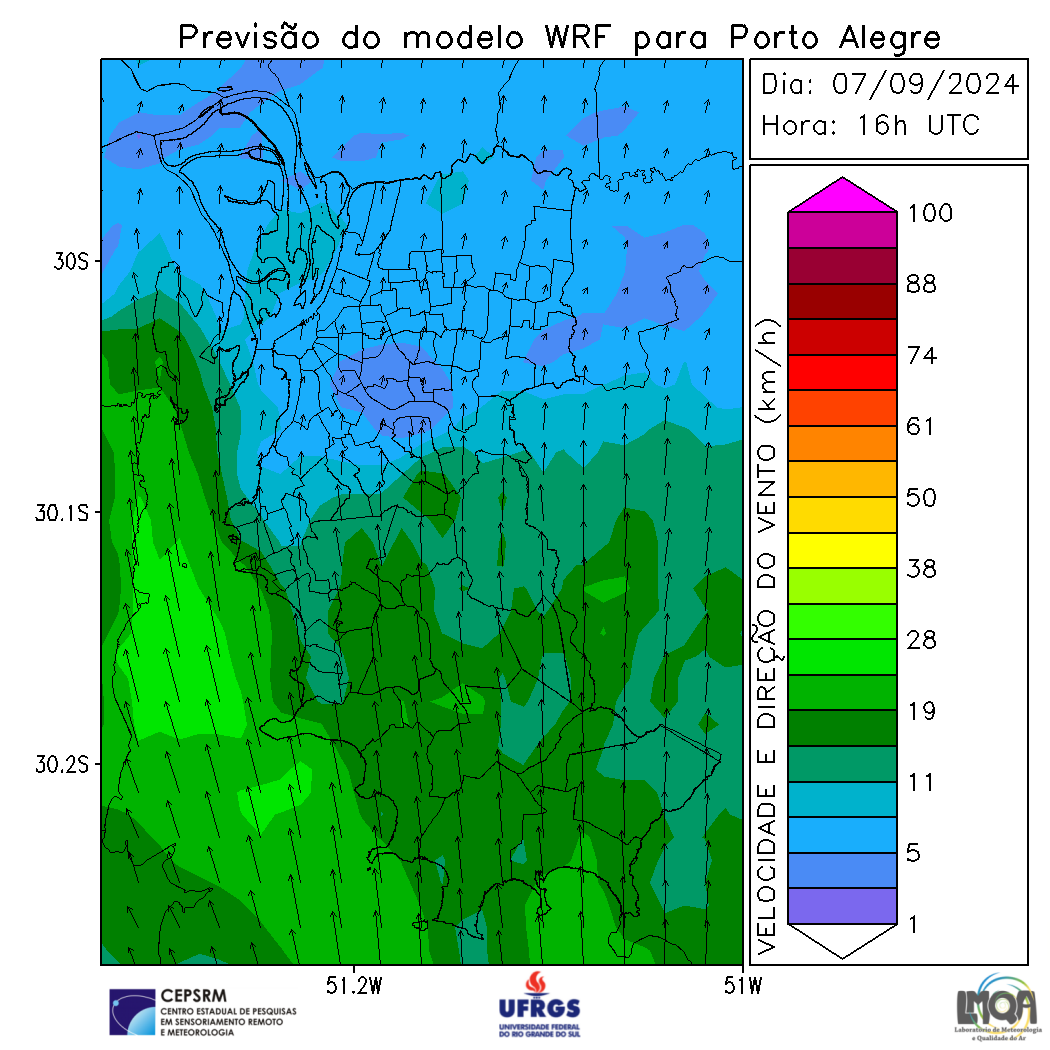 Previsão do modelo WRF para Porto Alegre
Dia: 07/09/2024
Hora: 16h UTC
30S
30.1S
30.2S
51.2W
51W
VELOCIDADE E DIREÇÃO DO VENTO (km/h)
100
88
74
61
50
38
28
19
11
5
1
CEPSRM
CENTRO ESTADUAL DE PESQUISAS
EM SENSORIAMENTO REMOTO
E METEOROLOGIA
UFRGS
UNIVERSIDADE FEDERAL
DO RIO GRANDE DO SUL
LMQA
Laboratório de Meteorologia
e Qualidade do Ar